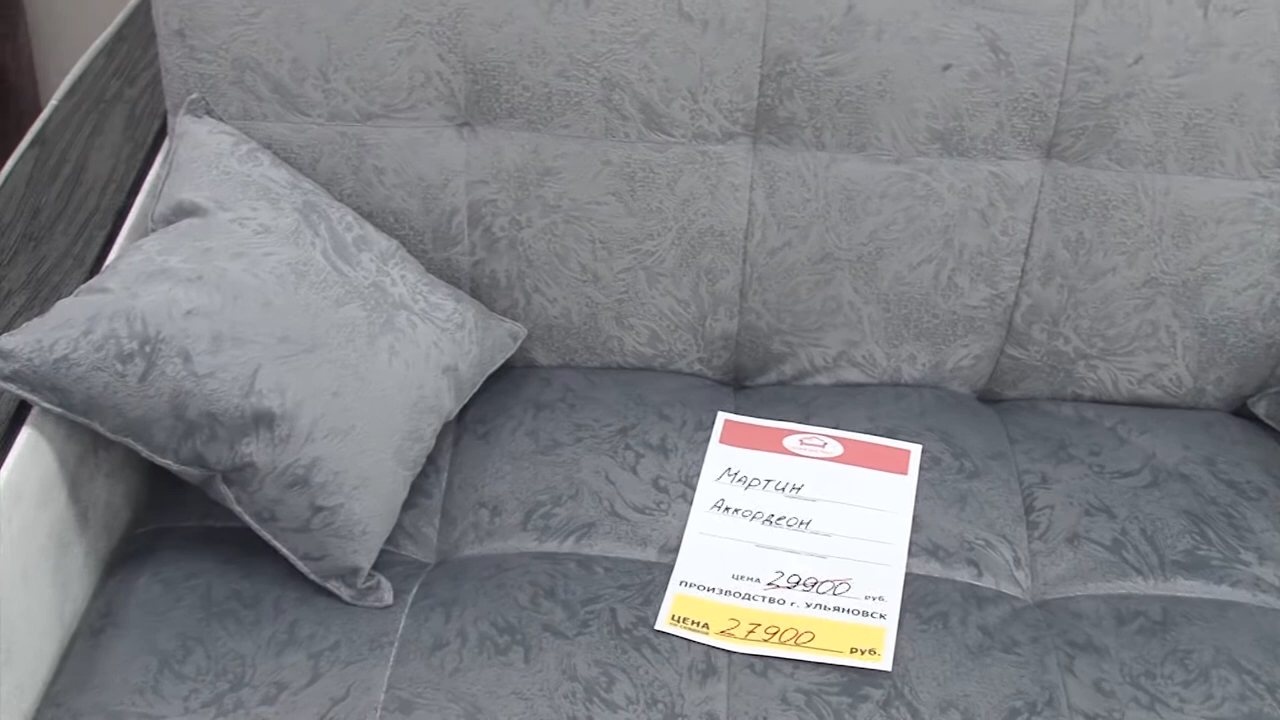 Мартин
Аккордеон
ЦЕНА 29900 руб.
ПРОИЗВОДСТВО г. УЛЬЯНОВСК
ЦЕНА 27900 руб.